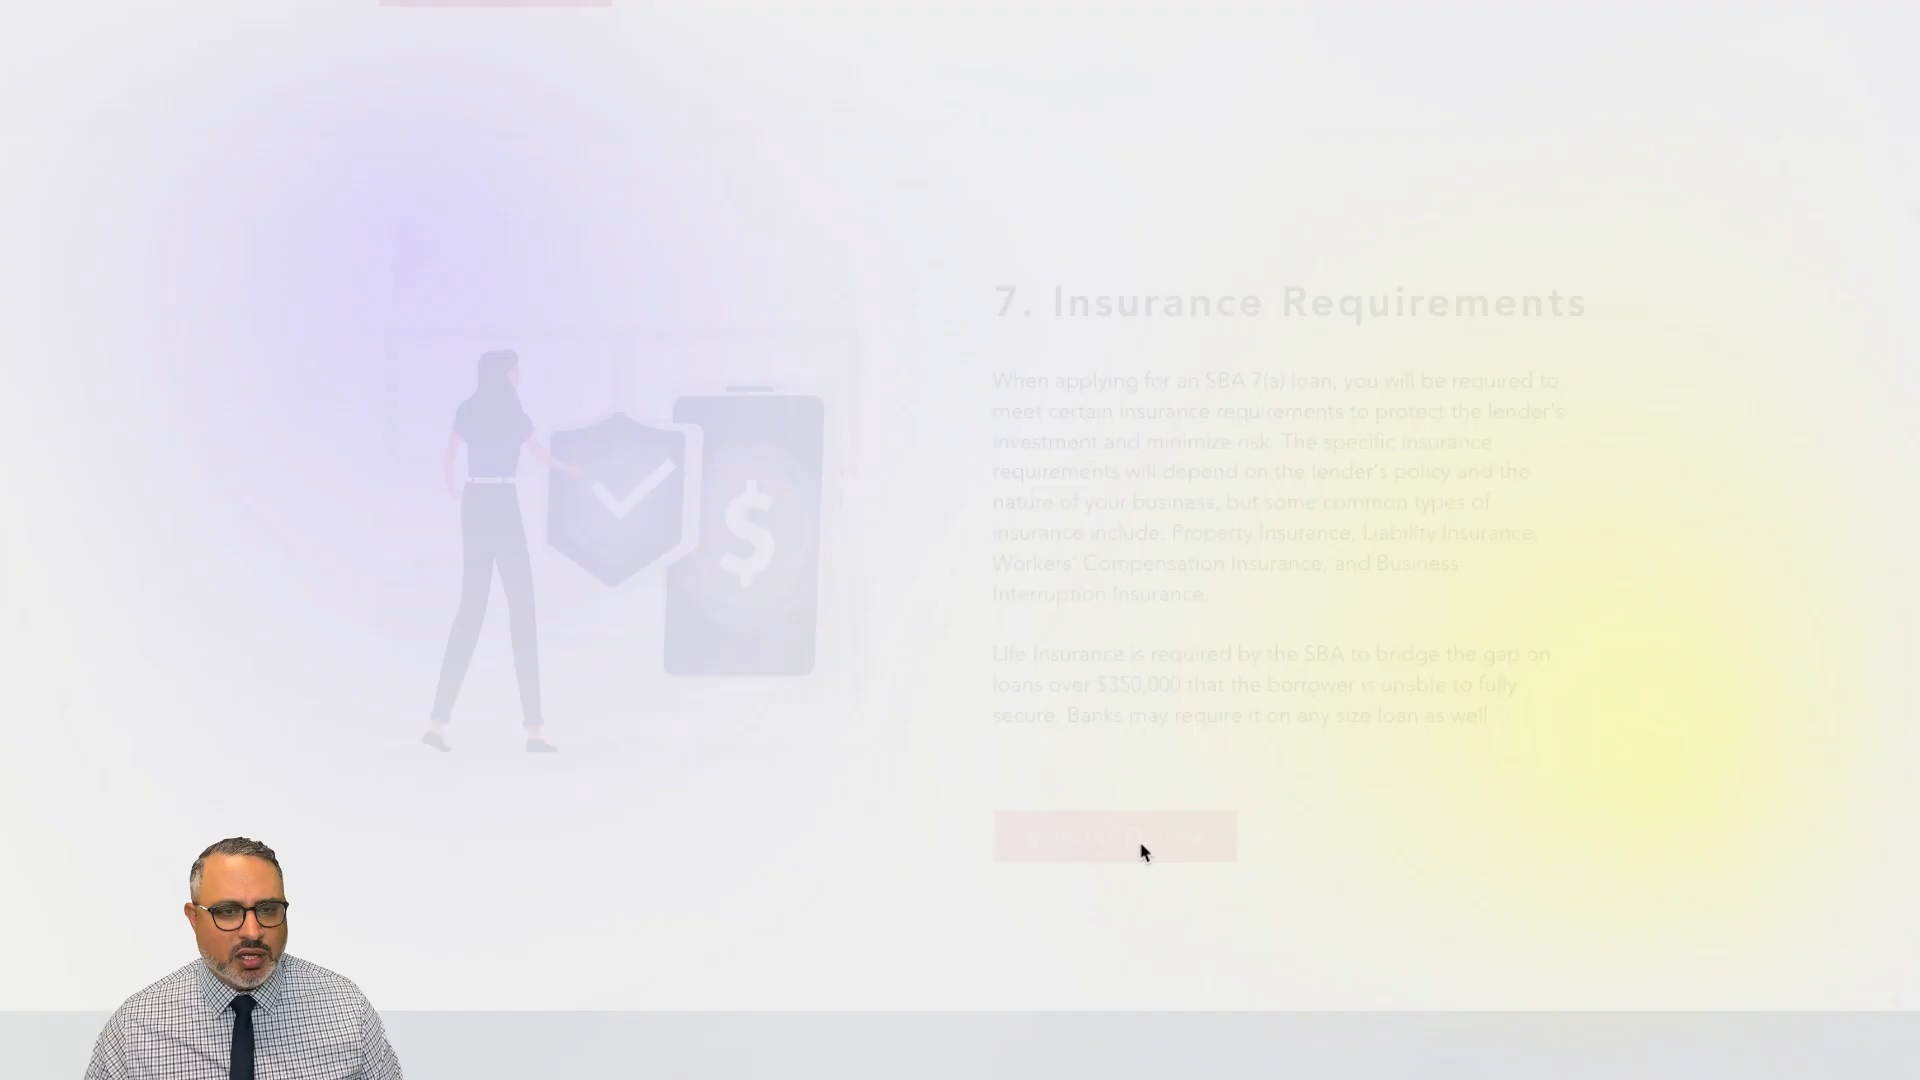 7. Insurance Requirements
When applying for an SBA 7(a) loan, you will be required to
meet certain insurance requirements to protect the lender's
investment and minimize risk. The specific insurance
requirements will depend on the lender's policy and the
nature of your business, but some common types of
insurance include: Property Insurance, Liability Insurance,
Workers' Compensation Insurance, and Business
Interruption Insurance.
Life Insurance is required by the SBA to bridge the gap on
loans over $350,000 that the borrower is unable to fully
secure. Banks may require it on any size loan as well
$